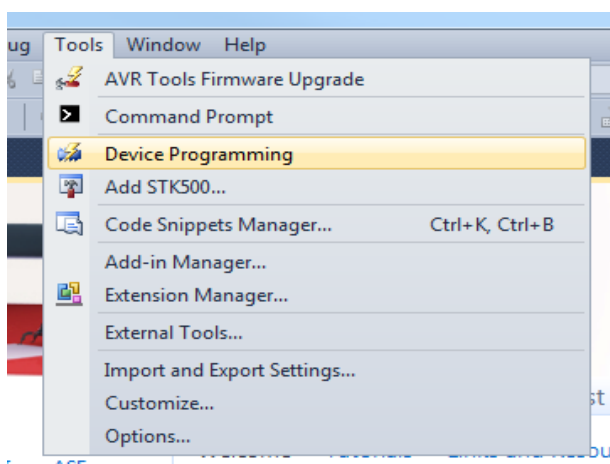 ug Tools Window Help
AVR Tools Firmware Upgrade
Command Prompt
Device Programming
Add STK500...
Code Snippets Manager... Ctrl+K, Ctrl+B
Add-in Manager...
Extension Manager...
External Tools...
Import and Export Settings...
Customize...
Options...
st